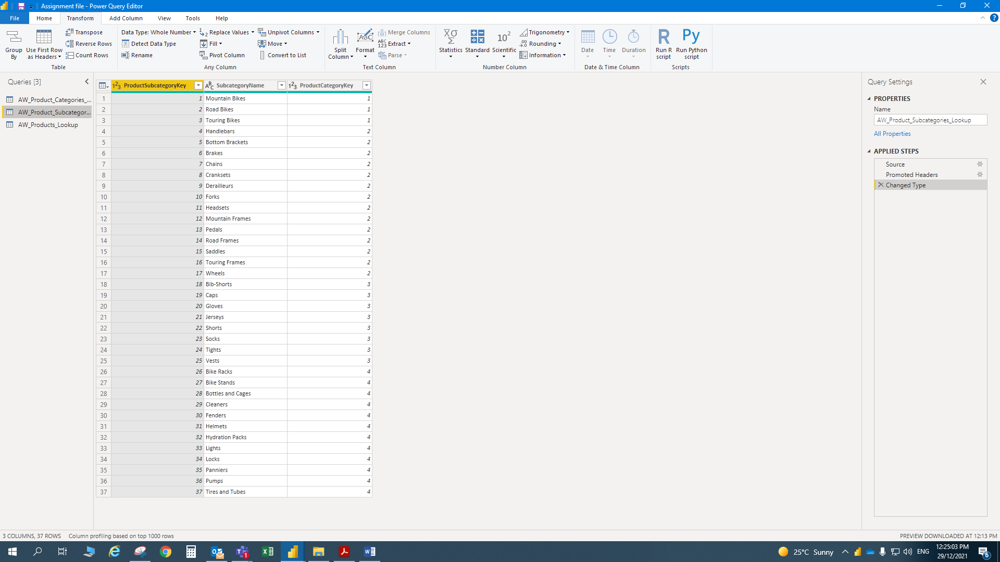 Assignment file - Power Query Editor
File Home Transform Add Column View Tools Help
Group By
Use First Row as Headers
Transpose
Reverse Rows
Count Rows
Table
Data Type: Whole Number
Detect Data Type
Rename
Replace Values
Fill
Pivot Column
Unpivot Columns
Move
Convert to List
Any Column
Split Column
Format
Merge Columns
Extract
Parse
Text Column
Statistics
Standard
Scientific
Trigonometry
Rounding
Information
Number Column
Date
Time
Duration
Date & Time Column
Run R script
Run Python script
Scripts
Queries [3]
AW_Product_Categories_...
AW_Product_Subcategor...
AW_Products_Lookup
ProductSubcategoryKey SubcategoryName ProductCategoryKey
1 1 Mountain Bikes 1
2 2 Road Bikes 1
3 3 Touring Bikes 1
4 4 Handlebars 2
5 5 Bottom Brackets 2
6 6 Brakes 2
7 7 Chains 2
8 8 Cranksets 2
9 9 Derailleurs 2
10 10 Forks 2
11 11 Headsets 2
12 12 Mountain Frames 2
13 13 Pedals 2
14 14 Road Frames 2
15 15 Saddles 2
16 16 Touring Frames 2
17 17 Wheels 2
18 18 Bib-Shorts 3
19 19 Caps 3
20 20 Gloves 3
21 21 Jerseys 3
22 22 Shorts 3
23 23 Socks 3
24 24 Tights 3
25 25 Vests 3
26 26 Bike Racks 4
27 27 Bike Stands 4
28 28 Bottles and Cages 4
29 29 Cleaners 4
30 30 Fenders 4
31 31 Helmets 4
32 32 Hydration Packs 4
33 33 Lights 4
34 34 Locks 4
35 35 Panniers 4
36 36 Pumps 4
37 37 Tires and Tubes 4
Query Settings
PROPERTIES
Name
AW_Product_Subcategories_Lookup
All Properties
APPLIED STEPS
Source
Promoted Headers
Changed Type
3 COLUMNS, 37 ROWS Column profiling based on top 1000 rows
PREVIEW DOWNLOADED AT 12:13 PM
25°C Sunny
ENG
12:25:03 PM
29/12/2021
6